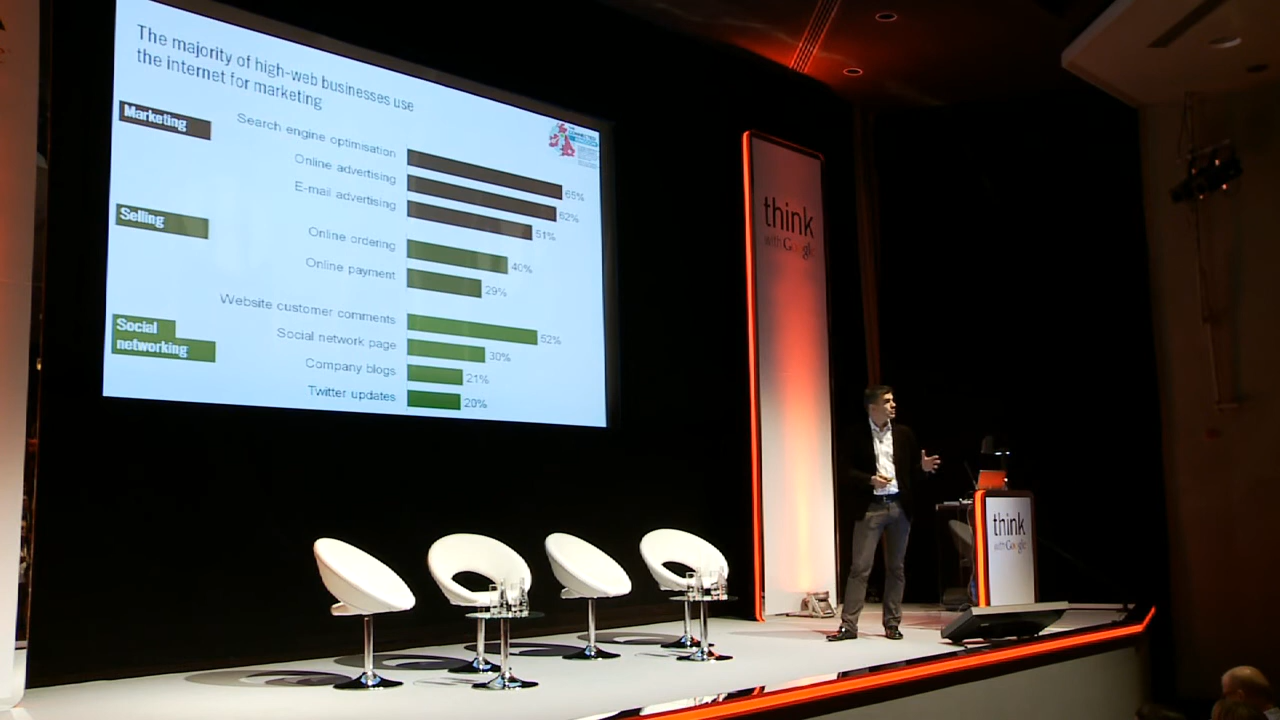 The majority of high-web businesses use
the internet for marketing
Marketing
Search engine optimisation 65%
Online advertising 62%
E-mail advertising 51%
Selling
Online ordering 40%
Online payment 29%
Website customer comments 52%
Social
networking
Social network page 30%
Company blogs 21%
Twitter updates 20%
think
with Google
think
with Google